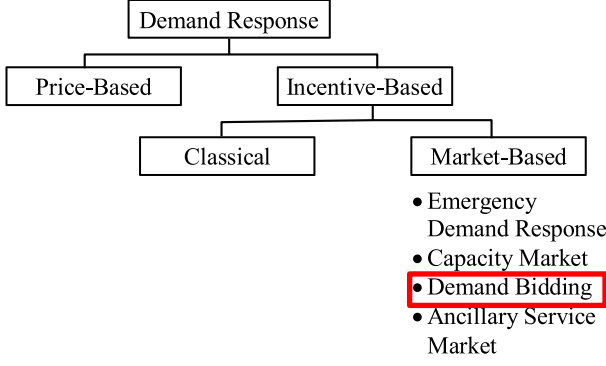 Demand Response
Price-Based
Incentive-Based
Classical
Market-Based
• Emergency
Demand Response
• Capacity Market
• Demand Bidding
• Ancillary Service
Market